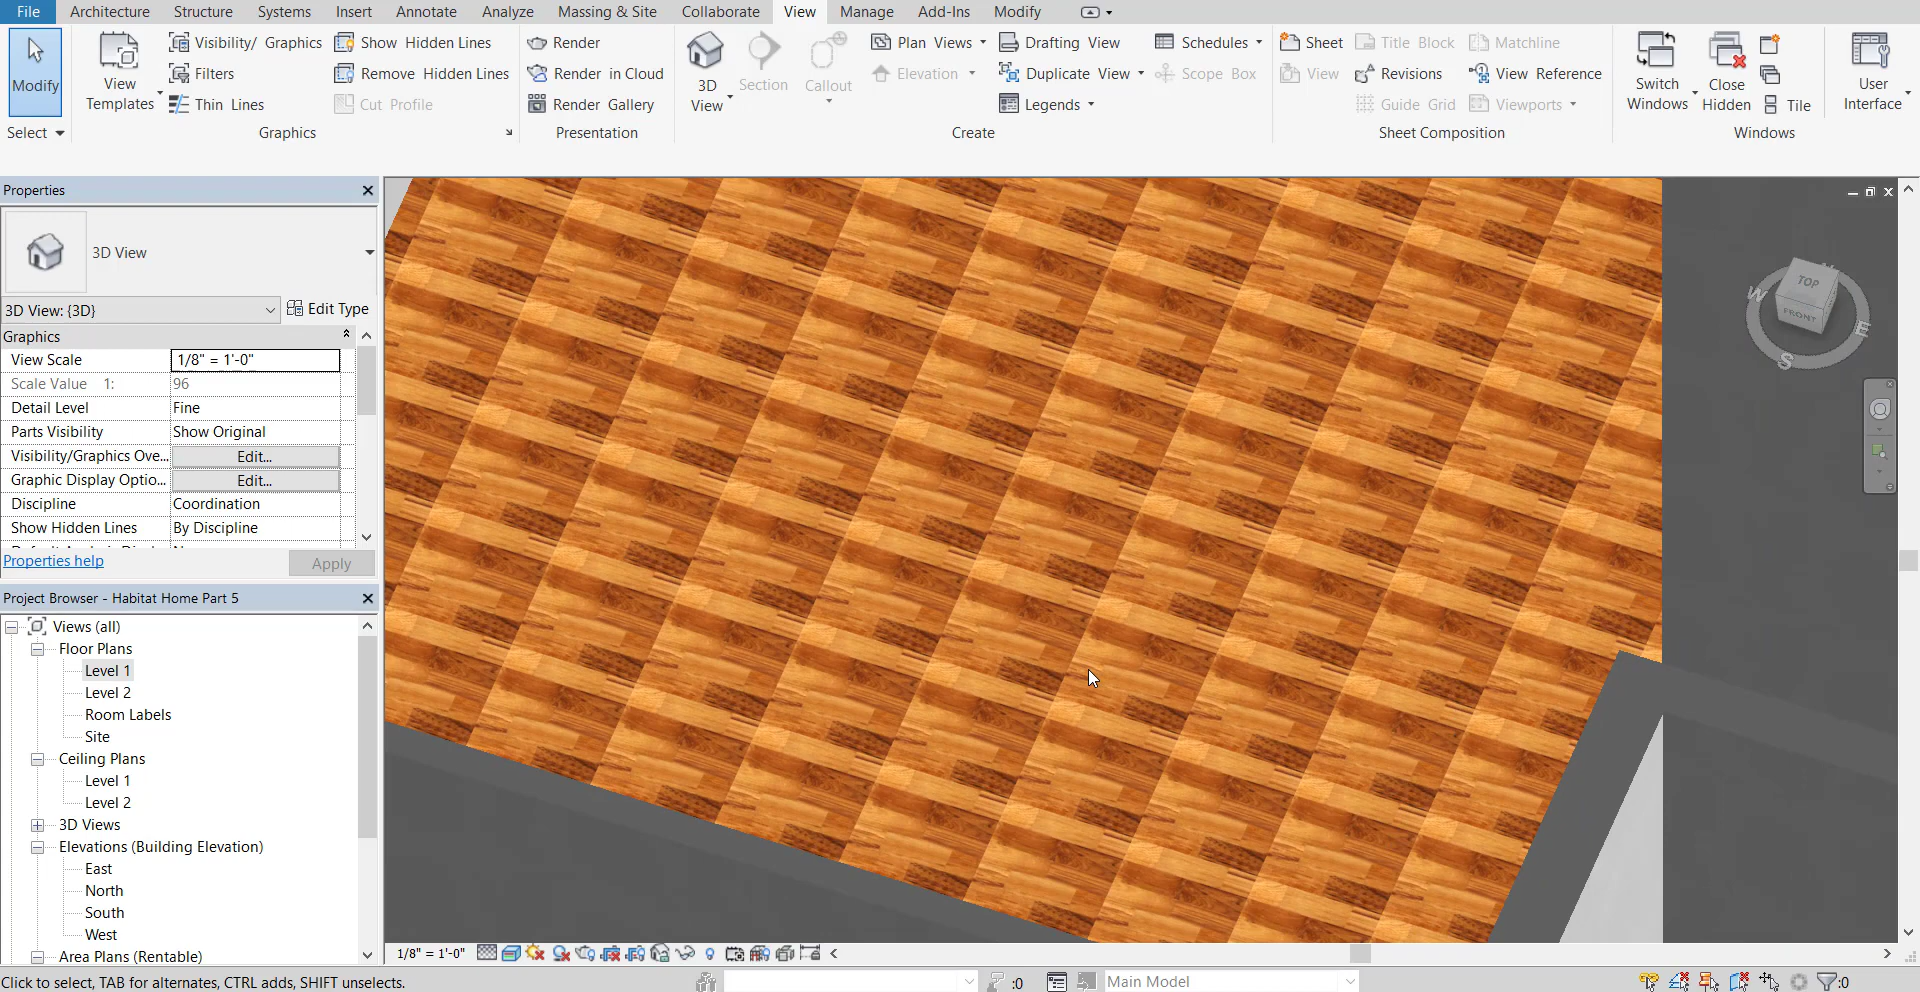 File Architecture Structure Systems Insert Annotate Analyze Massing & Site Collaborate View Manage Add-Ins Modify
Modify
Select
View
Templates
Visibility/ Graphics
Filters
Thin Lines
Show Hidden Lines
Remove Hidden Lines
Cut Profile
Graphics
Render
Render in Cloud
Render Gallery
Presentation
3D
View
Section
Callout
Plan Views
Elevation
Drafting View
Duplicate View
Legends
Schedules
Scope Box
Create
Sheet
View
Title Block
Revisions
Guide Grid
Matchline
View Reference
Viewports
Sheet Composition
Switch
Windows
Close
Hidden
Tile
Windows
User
Interface
Properties
3D View
3D View: {3D}
Edit Type
Graphics
View Scale 1/8" = 1'-0"
Scale Value 1: 96
Detail Level Fine
Parts Visibility Show Original
Visibility/Graphics Ove... Edit...
Graphic Display Optio... Edit...
Discipline Coordination
Show Hidden Lines By Discipline
Properties help
Apply
Project Browser - Habitat Home Part 5
Views (all)
Floor Plans
Level 1
Level 2
Room Labels
Site
Ceiling Plans
Level 1
Level 2
3D Views
Elevations (Building Elevation)
East
North
South
West
Area Plans (Rentable)
TOP
FRONT
W
E
S
1/8" = 1'-0"
Click to select, TAB for alternates, CTRL adds, SHIFT unselects.
:0
Main Model
:0